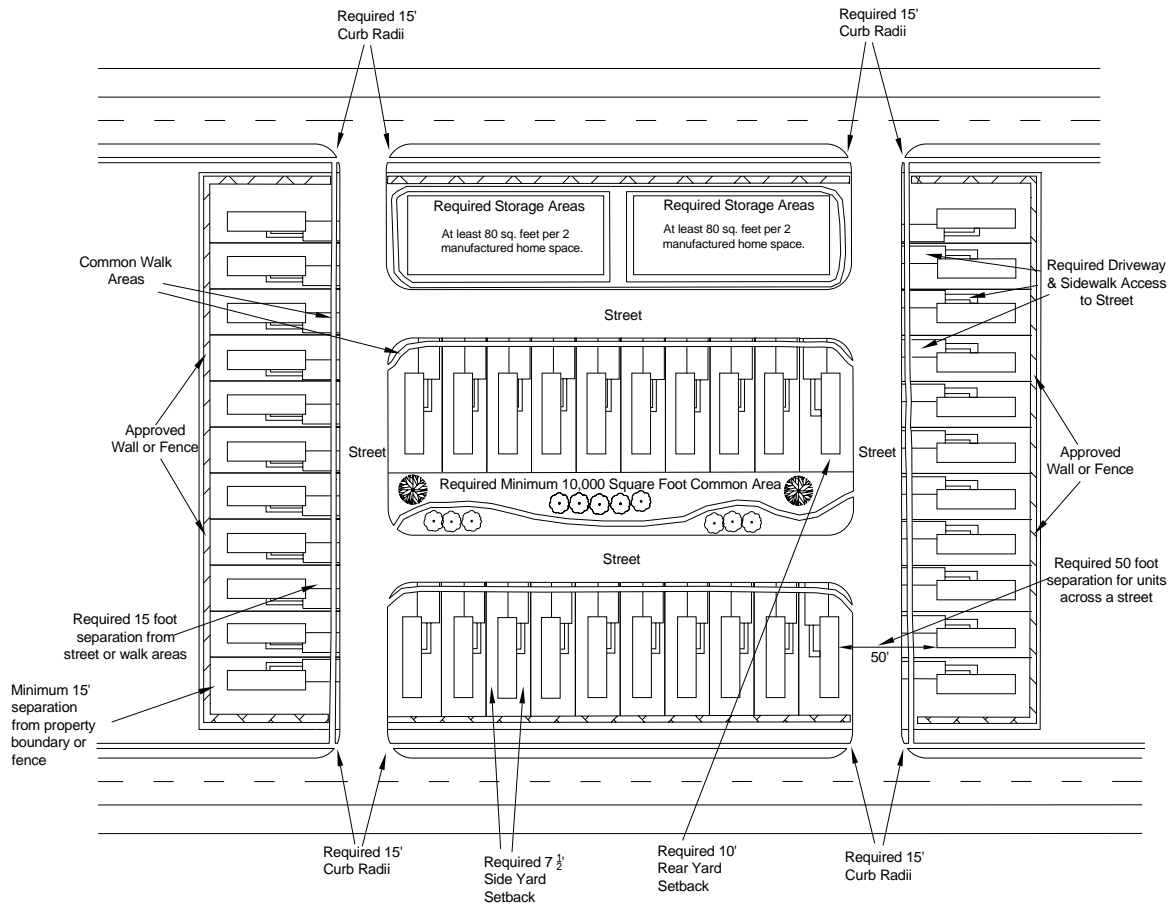 Required 15'
Curb Radii
Required 15'
Curb Radii
Required Storage Areas
At least 80 sq. feet per 2
manufactured home space.
Required Storage Areas
At least 80 sq. feet per 2
manufactured home space.
Common Walk
Areas
Required Driveway
& Sidewalk Access
to Street
Street
Approved
Wall or Fence
Street
Street
Approved
Wall or Fence
Required Minimum 10,000 Square Foot Common Area
Street
Required 50 foot
separation for units
across a street
Required 15 foot
separation from
street or walk areas
50'
Minimum 15'
separation
from property
boundary or
fence
Required 15'
Curb Radii
Required 7 1/2'
Side Yard
Setback
Required 10'
Rear Yard
Setback
Required 15'
Curb Radii